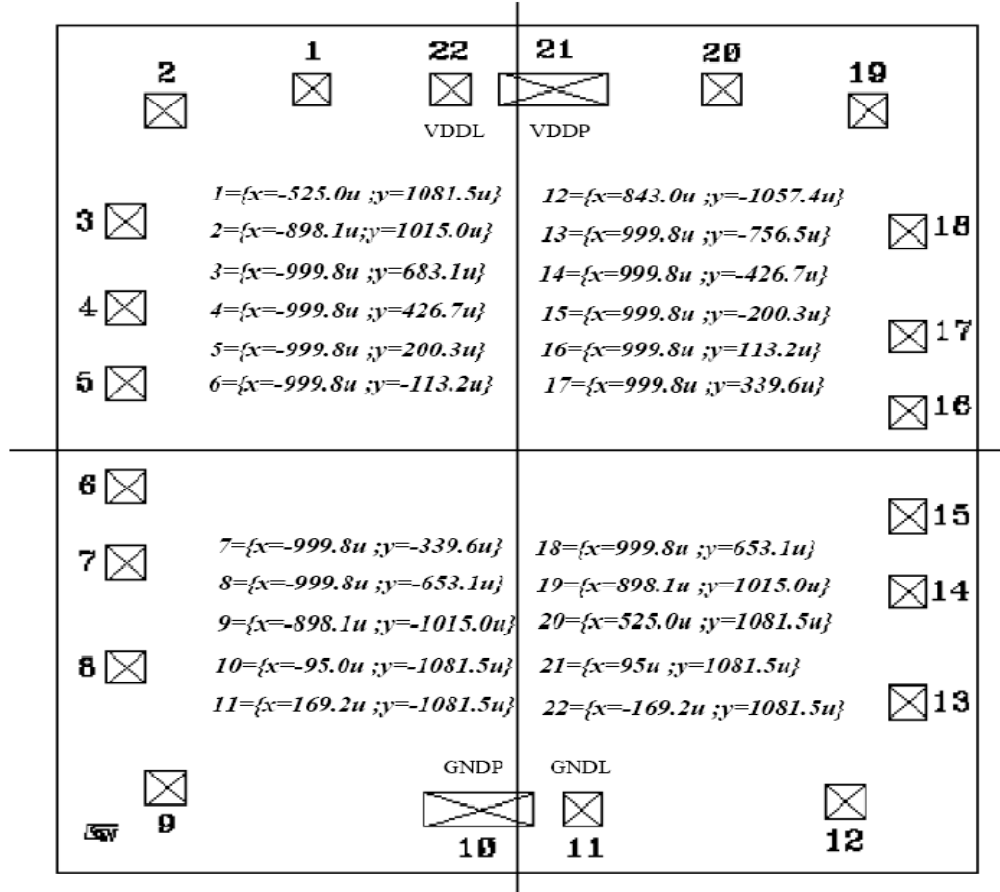 1 22 21 20
2 19
VDDL VDDP
1={x=-525.0u ;y=1081.5u} 12={x=843.0u ;y=-1057.4u}
3 2={x=-898.1u;y=1015.0u} 13={x=999.8u ;y=-756.5u} 18
3={x=-999.8u ;y=683.1u} 14={x=999.8u ;y=-426.7u}
4 4={x=-999.8u ;y=426.7u} 15={x=999.8u ;y=-200.3u}
5={x=-999.8u ;y=200.3u} 16={x=999.8u ;y=113.2u} 17
5 6={x=-999.8u ;y=-113.2u} 17={x=999.8u ;y=339.6u}
16
6
15
7 7={x=-999.8u ;y=-339.6u} 18={x=999.8u ;y=653.1u}
8={x=-999.8u ;y=-653.1u} 19={x=898.1u ;y=1015.0u} 14
9={x=-898.1u ;y=-1015.0u} 20={x=525.0u ;y=1081.5u}
8 10={x=-95.0u ;y=-1081.5u} 21={x=95u ;y=1081.5u}
11={x=169.2u ;y=-1081.5u} 22={x=-169.2u ;y=1081.5u} 13
GNDP GNDL
9 12
10 11